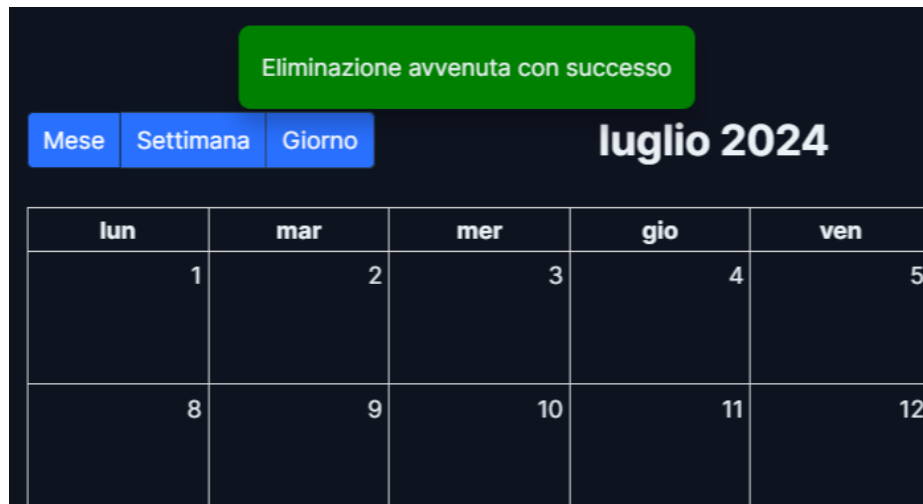 Eliminazione avvenuta con successo
Mese Settimana Giorno
luglio 2024
lun mar mer gio ven
1 2 3 4 5
8 9 10 11 12